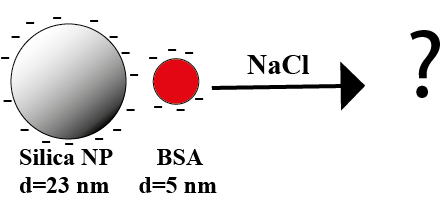 NaCl
?
Silica NP BSA
d=23 nm d=5 nm